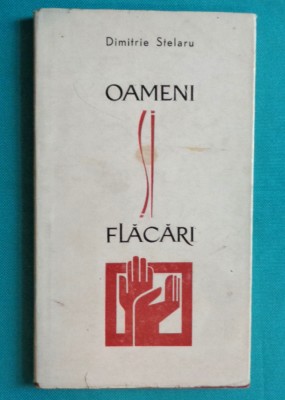 Dimitrie Stelaru
OAMENI
ȘI
FLĂCĂRI